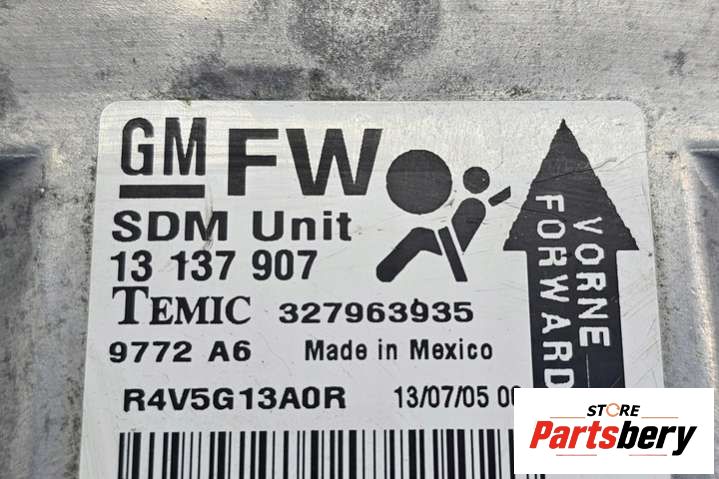 GM FW
SDM Unit
13 137 907
TEMIC 327963935
9772 A6 Made in Mexico
R4V5G13A0R 13/07/05
VORNE
FORWARD
STORE
Partsbery